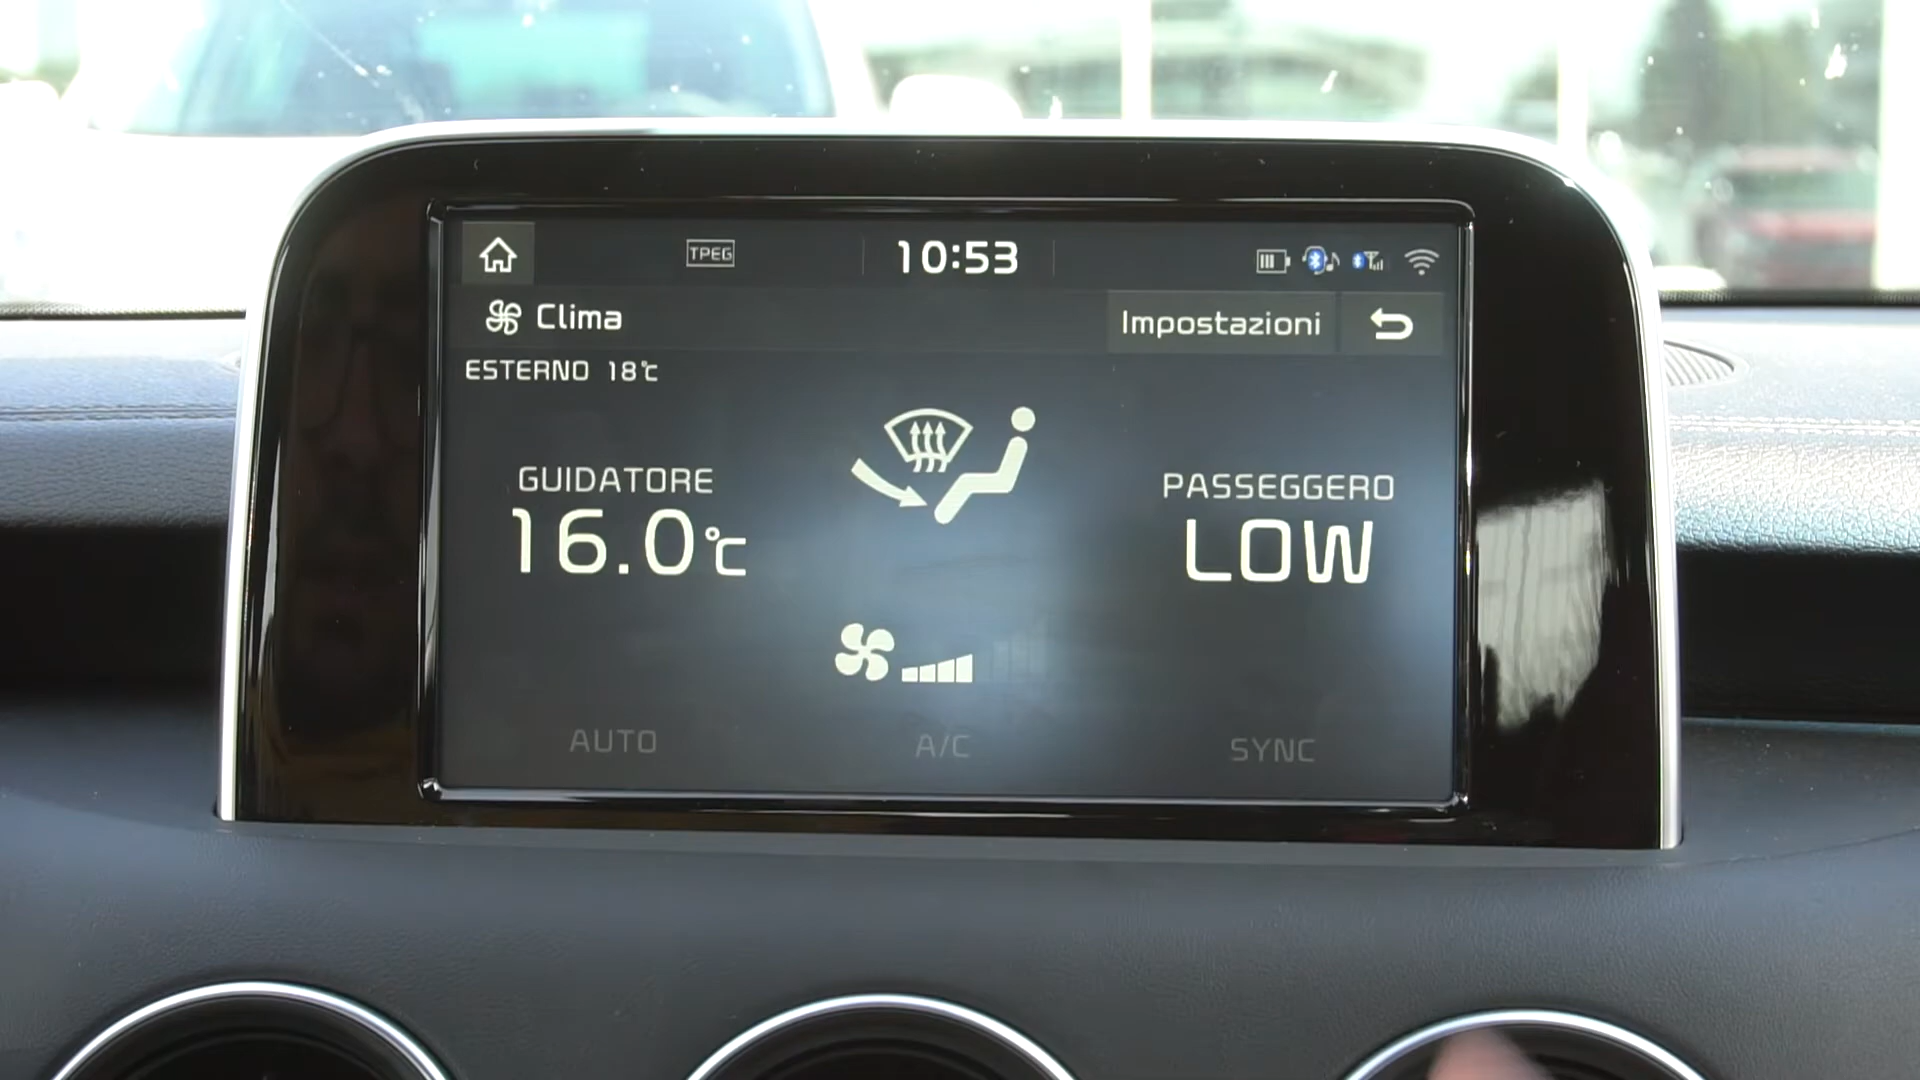 TPEG
10:53
Clima
Impostazioni
ESTERNO 18°C
GUIDATORE
16.0°C
PASSEGGERO
LOW
AUTO
A/C
SYNC